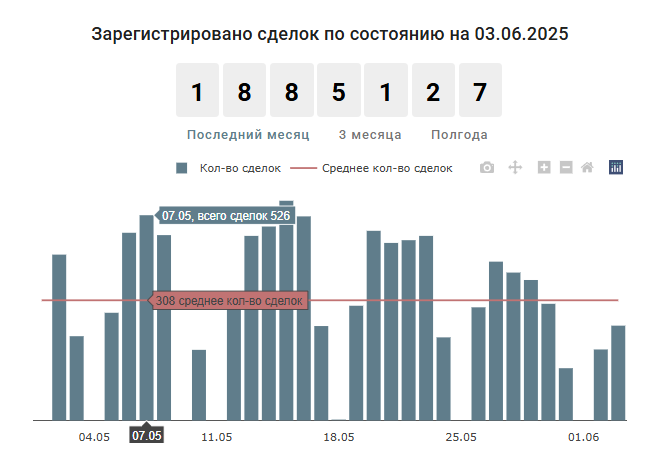 Зарегистрировано сделок по состоянию на 03.06.2025
1 8 8 5 1 2 7
Последний месяц 3 месяца Полгода
Кол-во сделок Среднее кол-во сделок
07.05, всего сделок 526
308 среднее кол-во сделок
04.05 07.05 11.05 18.05 25.05 01.06